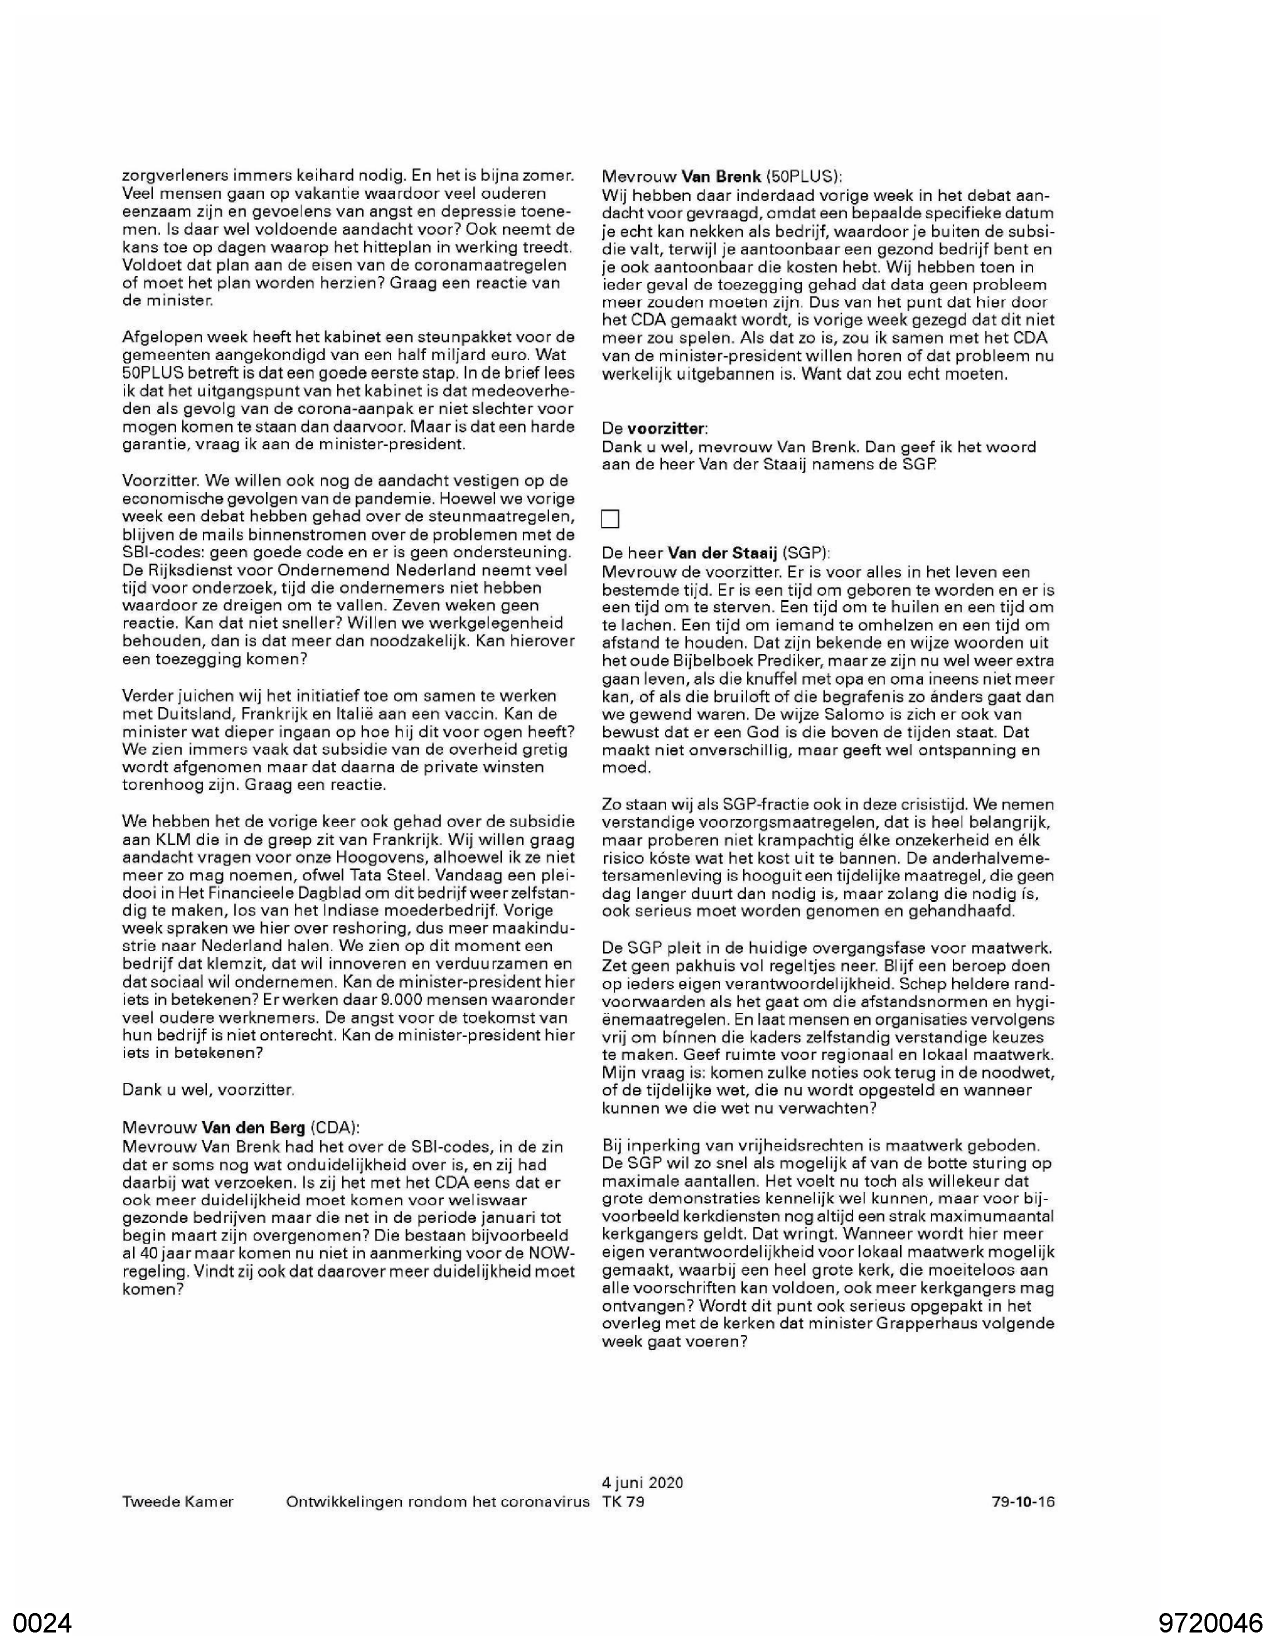 zorgverleners immers keihard nodig. En het is bijna zomer.
Veel mensen gaan op vakantie waardoor veel ouderen
eenzaam zijn en gevoelens van angst en depressie toene-
men. Is daar wel voldoende aandacht voor? Ook neemt de
kans toe op dagen waarop het hitteplan in werking treedt.
Voldoet dat plan aan de eisen van de coronamaatregelen
of moet het plan worden herzien? Graag een reactie van
de minister.
Afgelopen week heeft het kabinet een steunpakket voor de
gemeenten aangekondigd van een half miljard euro. Wat
50PLUS betreft is dat een goede eerste stap. In de brief lees
ik dat het uitgangspunt van het kabinet is dat medeoverhe-
den als gevolg van de corona-aanpak er niet slechter voor
mogen komen te staan dan daarvoor. Maar is dat een harde
garantie, vraag ik aan de minister-president.
Voorzitter. We willen ook nog de aandacht vestigen op de
economische gevolgen van de pandemie. Hoewel we vorige
week een debat hebben gehad over de steunmaatregelen,
blijven de mails binnenstromen over de problemen met de
SBI-codes: geen goede code en er is geen ondersteuning.
De Rijksdienst voor Ondernemend Nederland neemt veel
tijd voor onderzoek, tijd die ondernemers niet hebben
waardoor ze dreigen om te vallen. Zeven weken geen
reactie. Kan dat niet sneller? Willen we werkgelegenheid
behouden, dan is dat meer dan noodzakelijk. Kan hierover
een toezegging komen?
Verder juichen wij het initiatief toe om samen te werken
met Duitsland, Frankrijk en Italië aan een vaccin. Kan de
minister wat dieper ingaan op hoe hij dit voor ogen heeft?
We zien immers vaak dat subsidie van de overheid gretig
wordt afgenomen maar dat daarna de private winsten
torenhoog zijn. Graag een reactie.
We hebben het de vorige keer ook gehad over de subsidie
aan KLM die in de greep zit van Frankrijk. Wij willen graag
aandacht vragen voor onze Hoogovens, alhoewel ik ze niet
meer zo mag noemen, ofwel Tata Steel. Vandaag een plei-
dooi in Het Financieele Dagblad om dit bedrijf weer zelfstan-
dig te maken, los van het Indiase moederbedrijf. Vorige
week spraken we hier over reshoring, dus meer maakindu-
strie naar Nederland halen. We zien op dit moment een
bedrijf dat klemzit, dat wil innoveren en verduurzamen en
dat sociaal wil ondernemen. Kan de minister-president hier
iets in betekenen? Er werken daar 9.000 mensen waaronder
veel oudere werknemers. De angst voor de toekomst van
hun bedrijf is niet onterecht. Kan de minister-president hier
iets in betekenen?
Dank u wel, voorzitter.
Mevrouw Van den Berg (CDA):
Mevrouw Van Brenk had het over de SBI-codes, in de zin
dat er soms nog wat onduidelijkheid over is, en zij had
daarbij wat verzoeken. Is zij het met het CDA eens dat er
ook meer duidelijkheid moet komen voor weliswaar
gezonde bedrijven maar die net in de periode januari tot
begin maart zijn overgenomen? Die bestaan bijvoorbeeld
al 40 jaar maar komen nu niet in aanmerking voor de NOW-
regeling. Vindt zij ook dat daarover meer duidelijkheid moet
komen?
Mevrouw Van Brenk (50PLUS):
Wij hebben daar inderdaad vorige week in het debat aan-
dacht voor gevraagd, omdat een bepaalde specifieke datum
je echt kan nekken als bedrijf, waardoor je buiten de subsi-
die valt, terwijl je aantoonbaar een gezond bedrijf bent en
je ook aantoonbaar die kosten hebt. Wij hebben toen in
ieder geval de toezegging gehad dat data geen probleem
meer zouden moeten zijn. Dus van het punt dat hier door
het CDA gemaakt wordt, is vorige week gezegd dat dit niet
meer zou spelen. Als dat zo is, zou ik samen met het CDA
van de minister-president willen horen of dat probleem nu
werkelijk uitgebannen is. Want dat zou echt moeten.
De voorzitter:
Dank u wel, mevrouw Van Brenk. Dan geef ik het woord
aan de heer Van der Staaij namens de SGP.
De heer Van der Staaij (SGP):
Mevrouw de voorzitter. Er is voor alles in het leven een
bestemde tijd. Er is een tijd om geboren te worden en er is
een tijd om te sterven. Een tijd om te huilen en een tijd om
te lachen. Een tijd om iemand te omhelzen en een tijd om
afstand te houden. Dat zijn bekende en wijze woorden uit
het oude Bijbelboek Prediker, maar ze zijn nu wel weer extra
gaan leven, als die knuffel met opa en oma ineens niet meer
kan, of als die bruiloft of die begrafenis zo ánders gaat dan
we gewend waren. De wijze Salomo is zich er ook van
bewust dat er een God is die boven de tijden staat. Dat
maakt niet onverschillig, maar geeft wel ontspanning en
moed.
Zo staan wij als SGP-fractie ook in deze crisistijd. We nemen
verstandige voorzorgsmaatregelen, dat is heel belangrijk,
maar proberen niet krampachtig élke onzekerheid en élk
risico kóste wat het kost uit te bannen. De anderhalveme-
tersamenleving is hooguit een tijdelijke maatregel, die geen
dag langer duurt dan nodig is, maar zolang die nodig ís,
ook serieus moet worden genomen en gehandhaafd.
De SGP pleit in de huidige overgangsfase voor maatwerk.
Zet geen pakhuis vol regeltjes neer. Blijf een beroep doen
op ieders eigen verantwoordelijkheid. Schep heldere rand-
voorwaarden als het gaat om die afstandsnormen en hygi-
ënemaatregelen. En laat mensen en organisaties vervolgens
vrij om bínnen die kaders zelfstandig verstandige keuzes
te maken. Geef ruimte voor regionaal en lokaal maatwerk.
Mijn vraag is: komen zulke noties ook terug in de noodwet,
of de tijdelijke wet, die nu wordt opgesteld en wanneer
kunnen we die wet nu verwachten?
Bij inperking van vrijheidsrechten is maatwerk geboden.
De SGP wil zo snel als mogelijk af van de botte sturing op
maximale aantallen. Het voelt nu toch als willekeur dat
grote demonstraties kennelijk wel kunnen, maar voor bij-
voorbeeld kerkdiensten nog altijd een strak maximumaantal
kerkgangers geldt. Dat wringt. Wanneer wordt hier meer
eigen verantwoordelijkheid voor lokaal maatwerk mogelijk
gemaakt, waarbij een heel grote kerk, die moeiteloos aan
alle voorschriften kan voldoen, ook meer kerkgangers mag
ontvangen? Wordt dit punt ook serieus opgepakt in het
overleg met de kerken dat minister Grapperhaus volgende
week gaat voeren?
4 juni 2020
Tweede Kamer Ontwikkelingen rondom het coronavirus TK 79 79-10-16
0024 9720046